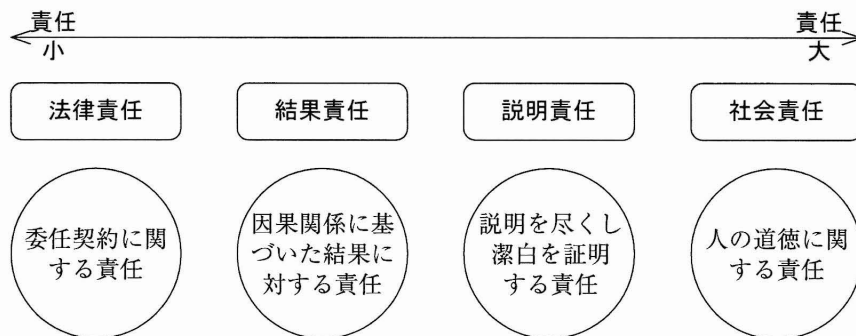 責任 責任
小 大
法律責任 結果責任 説明責任 社会責任
委任契約に関
する責任
因果関係に基
づいた結果に
対する責任
説明を尽くし
潔白を証明
する責任
人の道徳に関
する責任